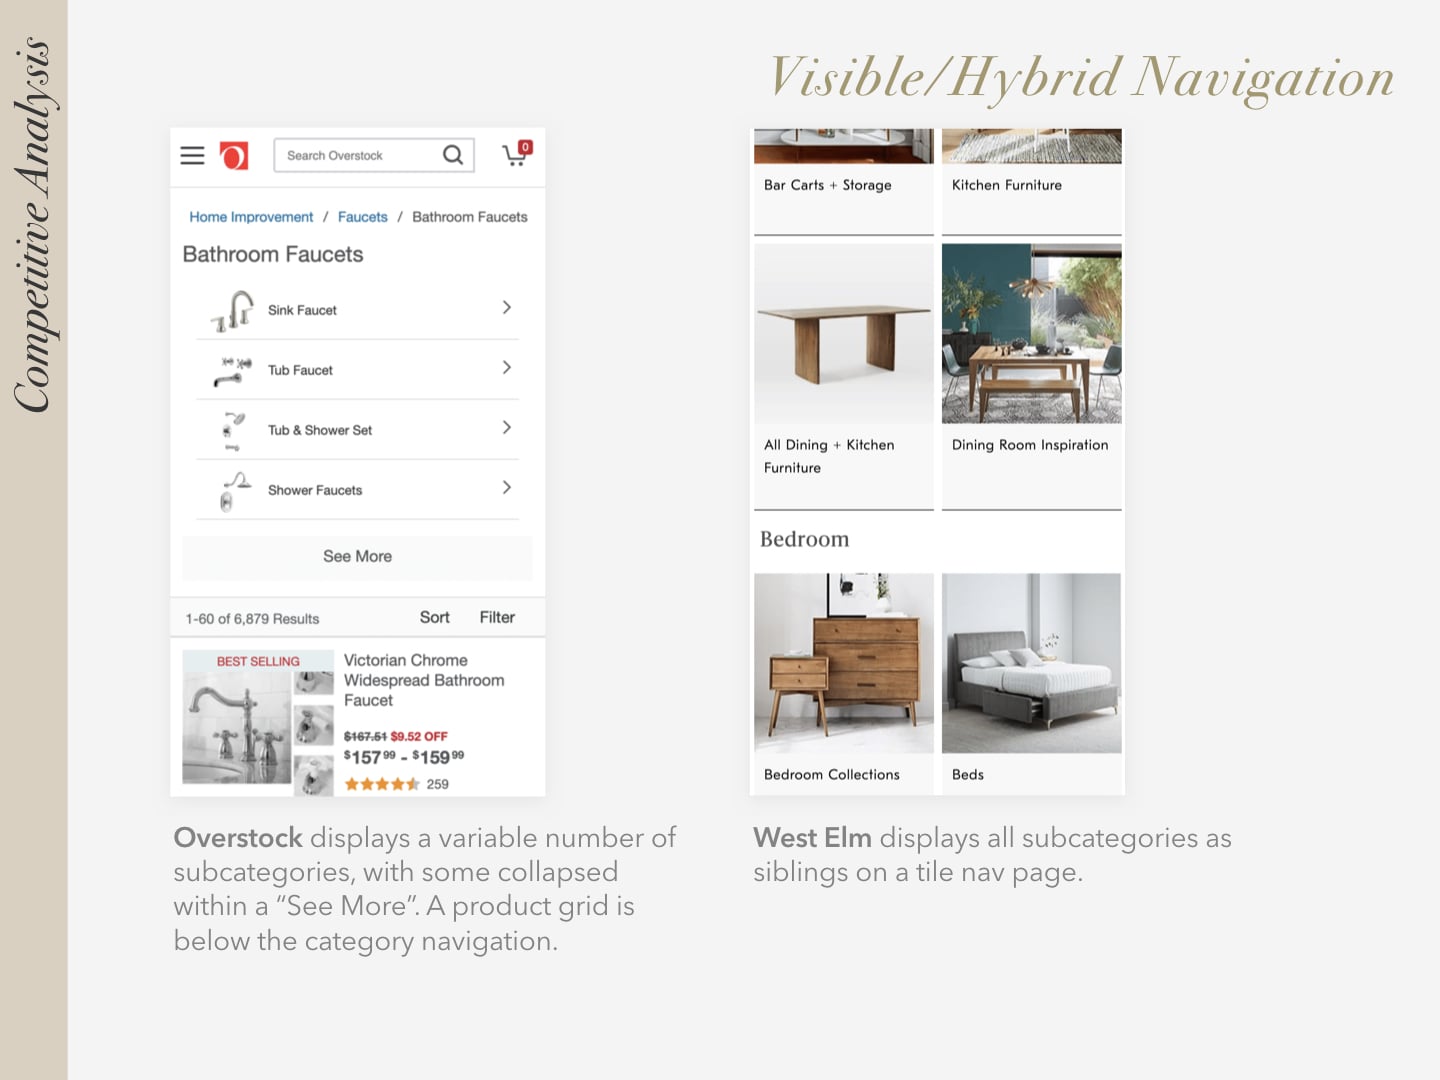 Competitive Analysis
Visible/Hybrid Navigation
Search Overstock
0
Home Improvement / Faucets / Bathroom Faucets
Bathroom Faucets
Sink Faucet
Tub Faucet
Tub & Shower Set
Shower Faucets
See More
1-60 of 6,879 Results Sort Filter
BEST SELLING
Victorian Chrome
Widespread Bathroom
Faucet
$167.51 $9.52 OFF
$157 99 - $159 99
259
Overstock displays a variable number of
subcategories, with some collapsed
within a “See More”. A product grid is
below the category navigation.
Bar Carts + Storage
Kitchen Furniture
All Dining + Kitchen
Furniture
Dining Room Inspiration
Bedroom
Bedroom Collections
Beds
West Elm displays all subcategories as
siblings on a tile nav page.